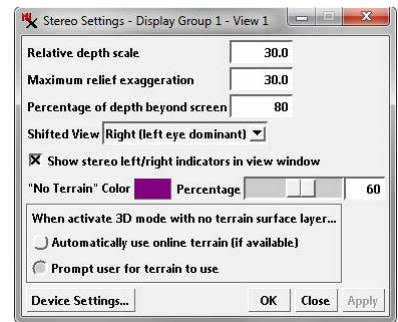 Stereo Settings - Display Group 1 - View 1
Relative depth scale 30.0
Maximum relief exaggeration 30.0
Percentage of depth beyond screen 80
Shifted View Right (left eye dominant)
Show stereo left/right indicators in view window
"No Terrain" Color Percentage 60
When activate 3D mode with no terrain surface layer...
Automatically use online terrain (if available)
Prompt user for terrain to use
Device Settings... OK Close Apply